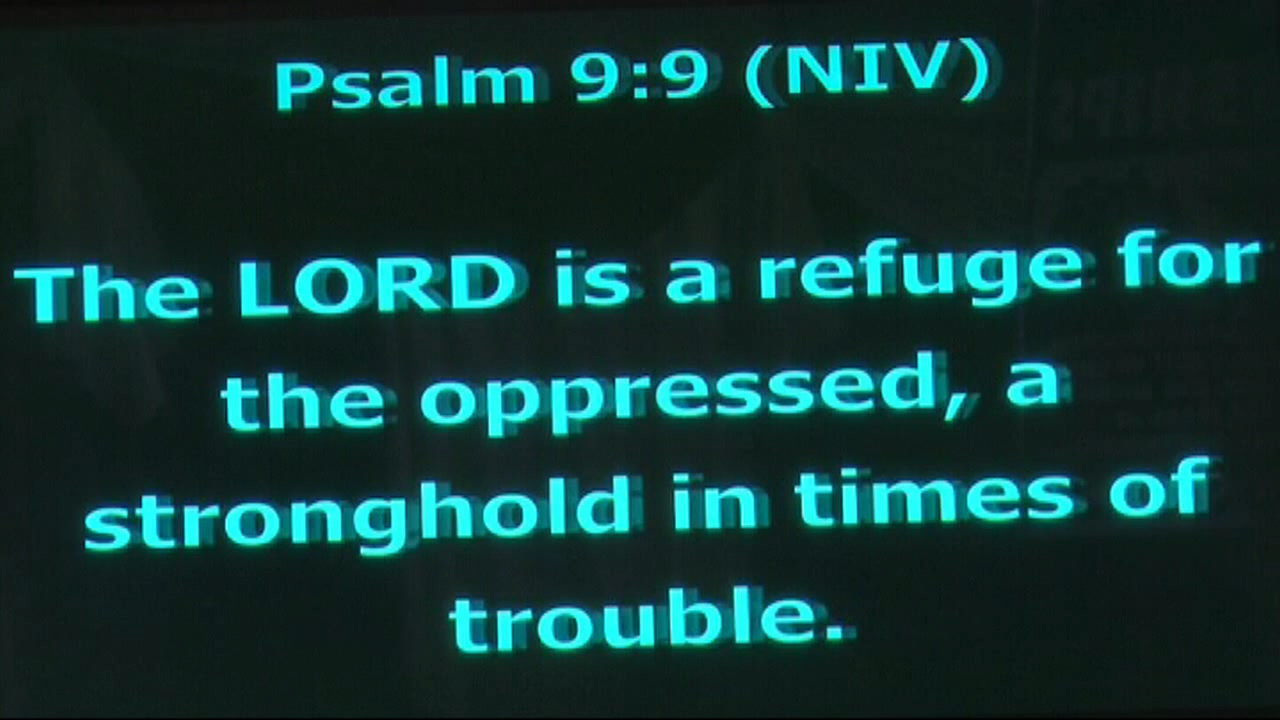 Psalm 9:9 (NIV)
The LORD is a refuge for
the oppressed, a
stronghold in times of
trouble.